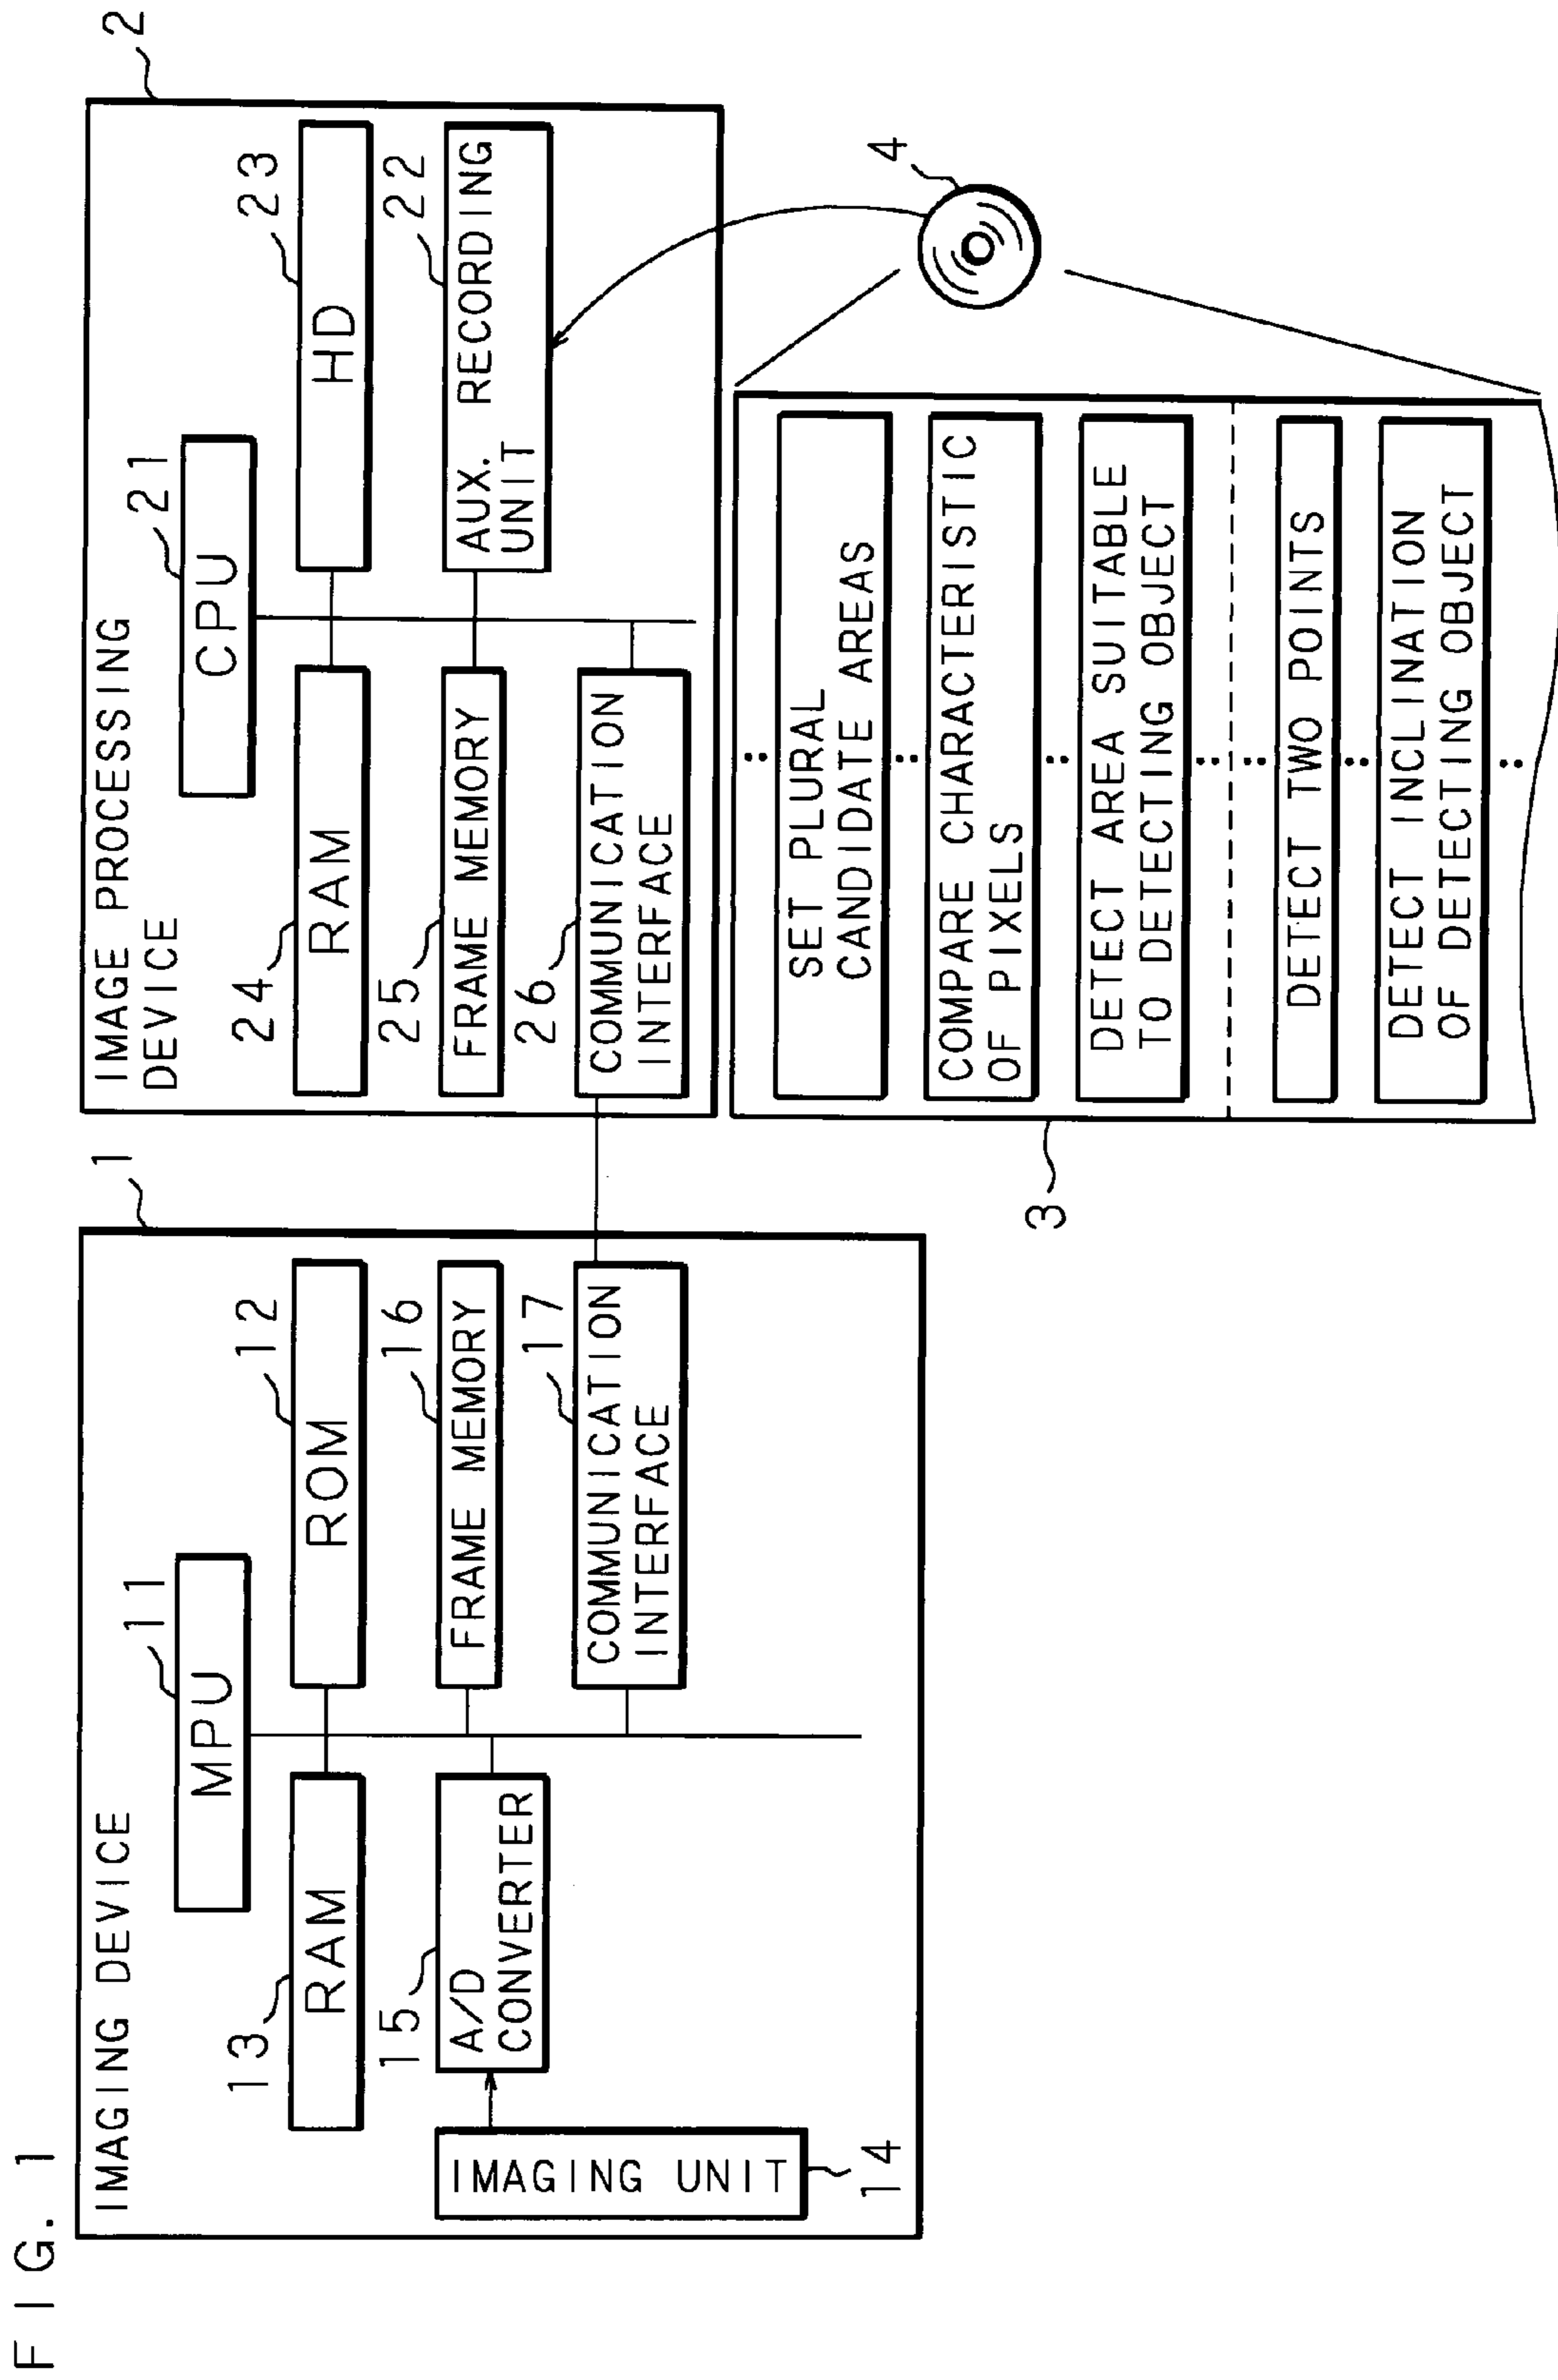 FIG. 1
IMAGING DEVICE
1
MPU
11
13
RAM
12
ROM
15
A/D
CONVERTER
16
FRAME MEMORY
17
COMMUNICATION
INTERFACE
IMAGING UNIT
14
IMAGE PROCESSING
DEVICE
2
CPU
21
24
RAM
23
HD
25
FRAME MEMORY
22
AUX. RECORDING
UNIT
26
COMMUNICATION
INTERFACE
4
3
SET PLURAL
CANDIDATE AREAS
COMPARE CHARACTERISTIC
OF PIXELS
DETECT AREA SUITABLE
TO DETECTING OBJECT
DETECT TWO POINTS
DETECT INCLINATION
OF DETECTING OBJECT